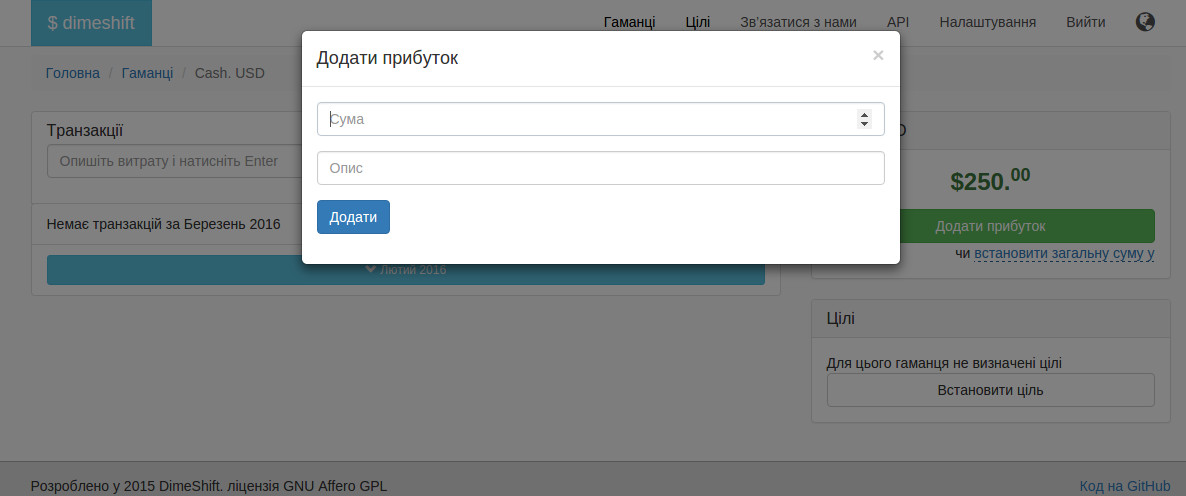 $ dimeshift
Гаманці Цілі Зв'язатися з нами API Налаштування Вийти
Додати прибуток ×
Головна / Гаманці / Cash. USD
Сума
Транзакції
Опишіть витрату і натисніть Enter
Опис
$250.00
Додати
Немає транзакцій за Березень 2016
Додати прибуток
чи встановити загальну суму у
Лютий 2016
Цілі
Для цього гаманця не визначені цілі
Встановити ціль
Розроблено у 2015 DimeShift. ліцензія GNU Affero GPL
Код на GitHub